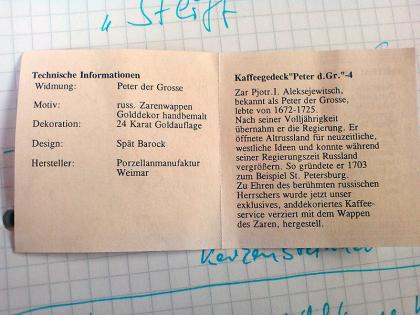 „Stift
Technische Informationen
Widmung: Peter der Grosse
Motiv: russ. Zarenwappen
Golddekor handbemalt
Dekoration: 24 Karat Goldauflage
Design: Spät Barock
Hersteller: Porzellanmanufaktur
Weimar
Kaffeegedeck"Peter d.Gr."-4
Zar Pjotr.I. Aleksejewitsch,
bekannt als Peter der Grosse,
lebte von 1672-1725.
Nach seiner Volljährigkeit
übernahm er die Regierung. Er
öffnete Altrussland für neuzeitliche,
westliche Ideen und konnte während
seiner Regierungszeit Russland
vergrößern. So gründete er 1703
zum Beispiel St. Petersburg.
Zu Ehren des berühmten russischen
Herrschers wurde jetzt unser
exklusives, anddekoriertes Kaffee-
service verziert mit dem Wappen
des Zaren, hergestell.